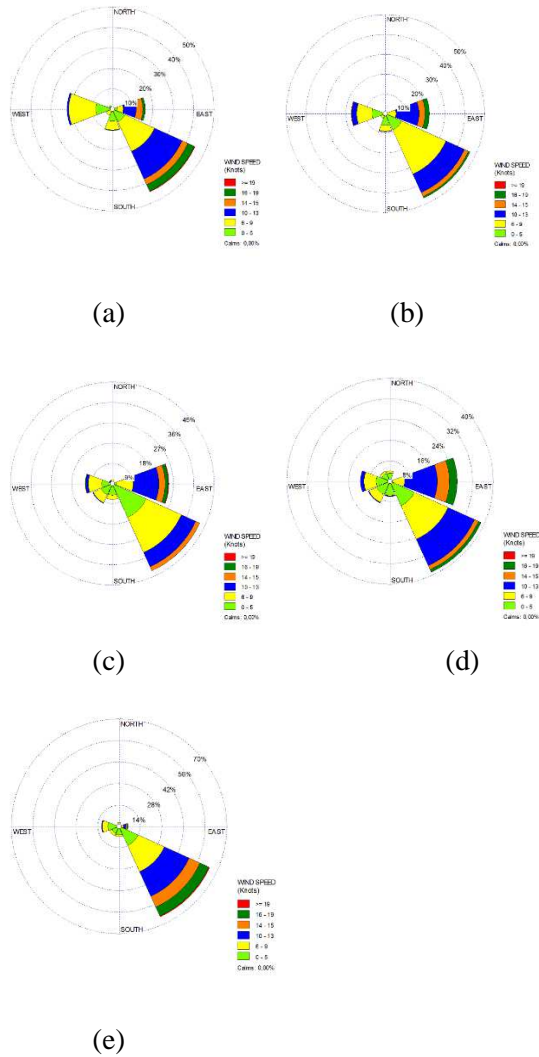 NORTH
50%
40%
30%
20%
10%
WEST
EAST
SOUTH
WIND SPEED
(Knots)
>= 19
16 - 19
14 - 15
10 - 13
6 - 9
0 - 5
Calms: 0,00%
(a)
NORTH
50%
40%
30%
20%
10%
WEST
EAST
SOUTH
WIND SPEED
(Knots)
>= 19
16 - 19
14 - 15
10 - 13
6 - 9
0 - 5
Calms: 0,00%
(b)
NORTH
45%
36%
27%
18%
9%
WEST
EAST
SOUTH
WIND SPEED
(Knots)
>= 19
16 - 19
14 - 15
10 - 13
6 - 9
0 - 5
Calms: 0,00%
(c)
NORTH
40%
32%
24%
16%
8%
WEST
EAST
SOUTH
WIND SPEED
(Knots)
>= 19
16 - 19
14 - 15
10 - 13
6 - 9
0 - 5
Calms: 0,00%
(d)
NORTH
70%
56%
42%
28%
14%
WEST
EAST
SOUTH
WIND SPEED
(Knots)
>= 19
16 - 19
14 - 15
10 - 13
6 - 9
0 - 5
Calms: 0,00%
(e)